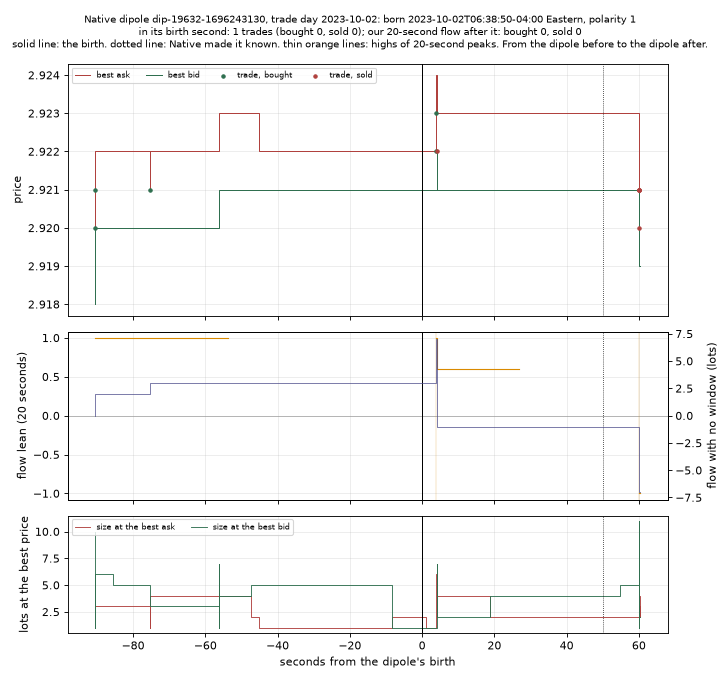 Native dipole dip-19632-1696243130, trade day 2023-10-02: born 2023-10-02T06:38:50-04:00 Eastern, polarity 1
in its birth second: 1 trades (bought 0, sold 0); our 20-second flow after it: bought 0, sold 0
solid line: the birth. dotted line: Native made it known. thin orange lines: highs of 20-second peaks. From the dipole before to the dipole after.
best ask
best bid
trade, bought
trade, sold
2.924
2.923
2.922
2.921
2.920
2.919
2.918
price
1.0
0.5
0.0
−0.5
−1.0
flow lean (20 seconds)
7.5
5.0
2.5
0.0
−2.5
−5.0
−7.5
flow with no window (lots)
size at the best ask
size at the best bid
10.0
7.5
5.0
2.5
lots at the best price
−80
−60
−40
−20
0
20
40
60
seconds from the dipole's birth